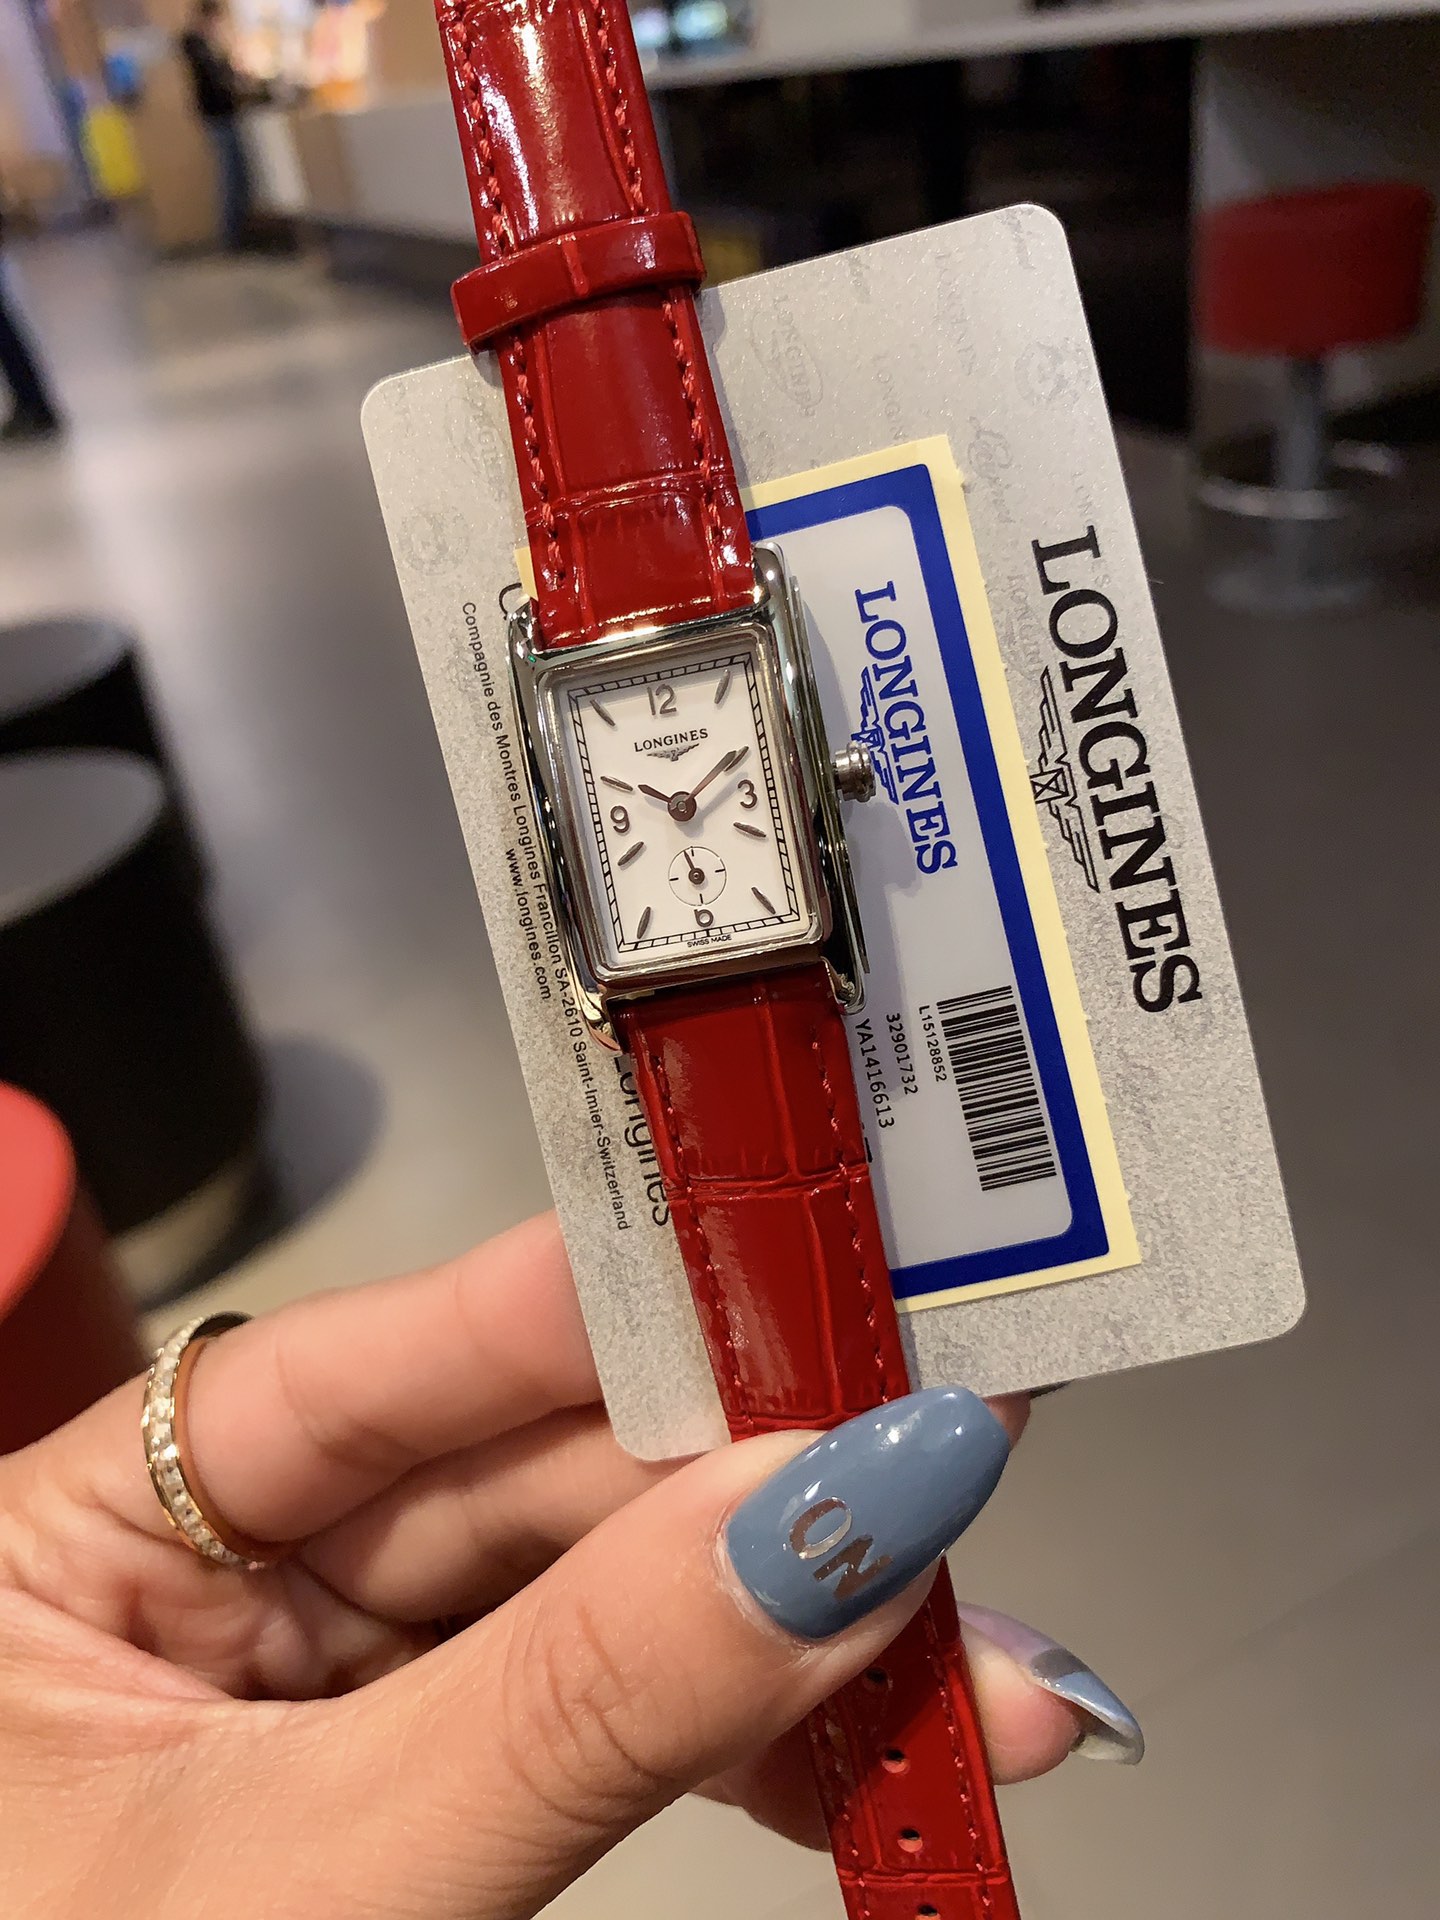 12
LONGINES
9
3
6
SWISS MADE
LONGINES
L15128852
32901732
YA1416613
LONGINES
Longines
Compagnie des Montres Longines Francillon SA-2610 Saint-Imier-Switzerland
www.longines.com
ON